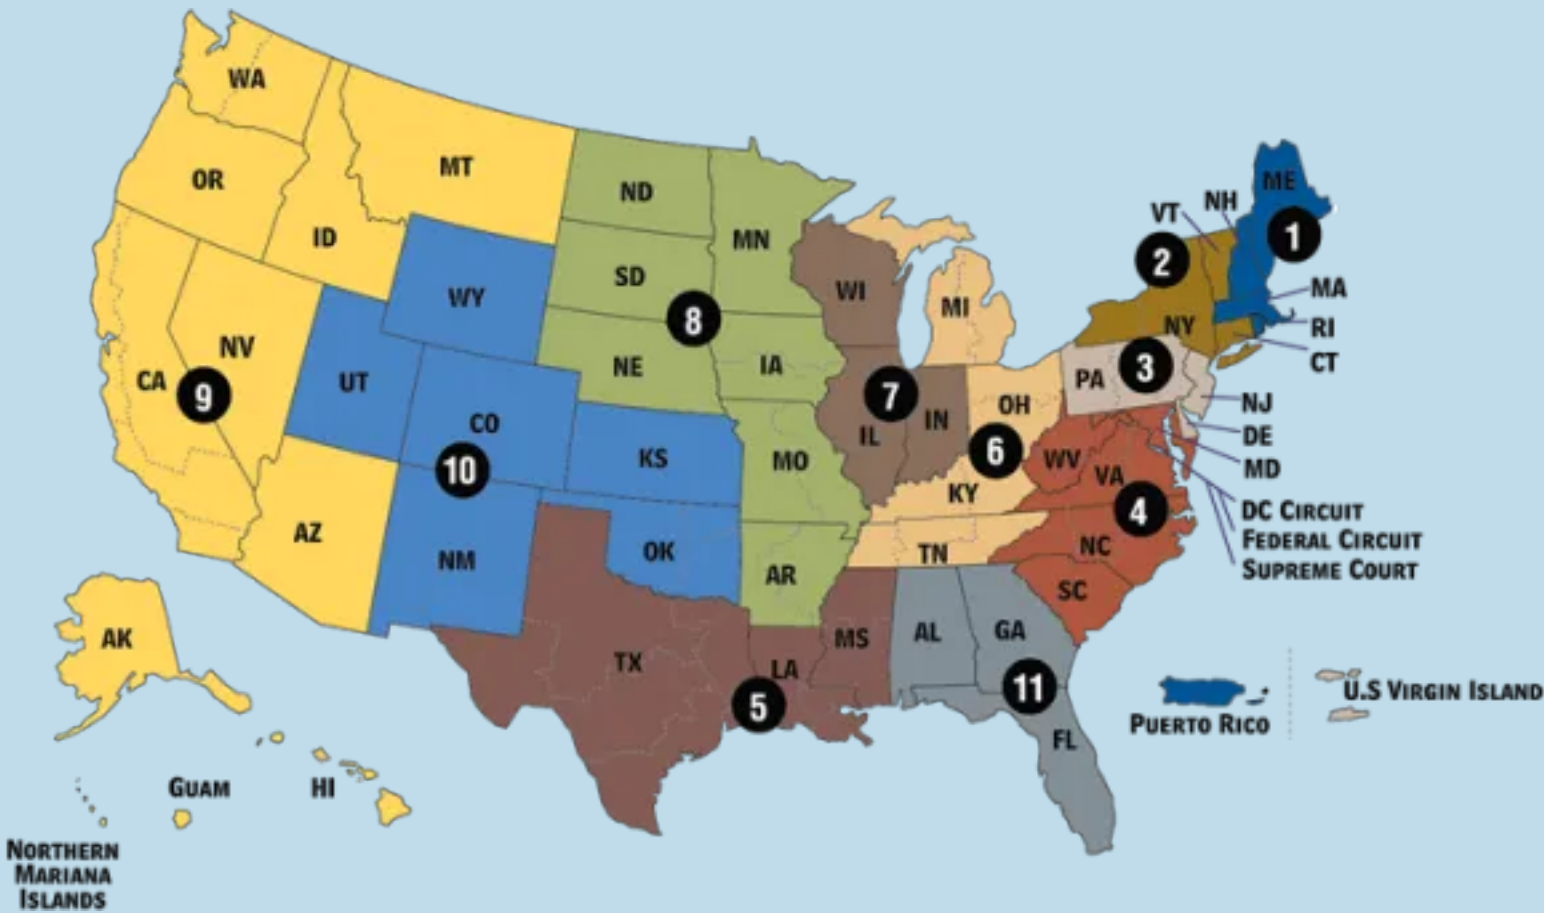 WA
OR
MT
ID
ND
MN
ME
NH
VT
1
2
WY
SD
8
WI
MI
MA
NY
RI
CT
NV
CA
9
UT
NE
IA
7
3
PA
NJ
OH
IN
IL
DE
CO
10
KS
MO
6
WV
MD
VA
KY
4
DC CIRCUIT
FEDERAL CIRCUIT
SUPREME COURT
AZ
NM
OK
AR
TN
NC
SC
AK
TX
LA
MS
AL
GA
5
11
FL
PUERTO RICO
U.S VIRGIN ISLAND
GUAM
HI
NORTHERN
MARIANA
ISLANDS